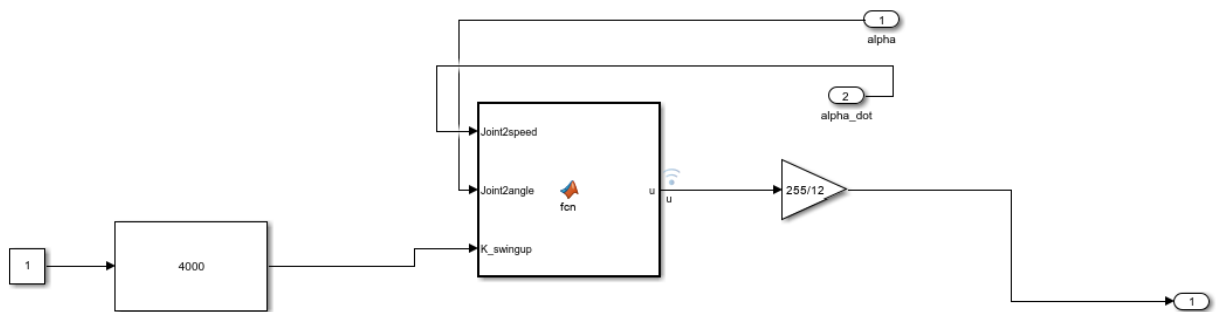 1
alpha
2
alpha_dot
Joint2speed
Joint2angle
fcn
u
u
255/12
K_swingup
1
4000
1